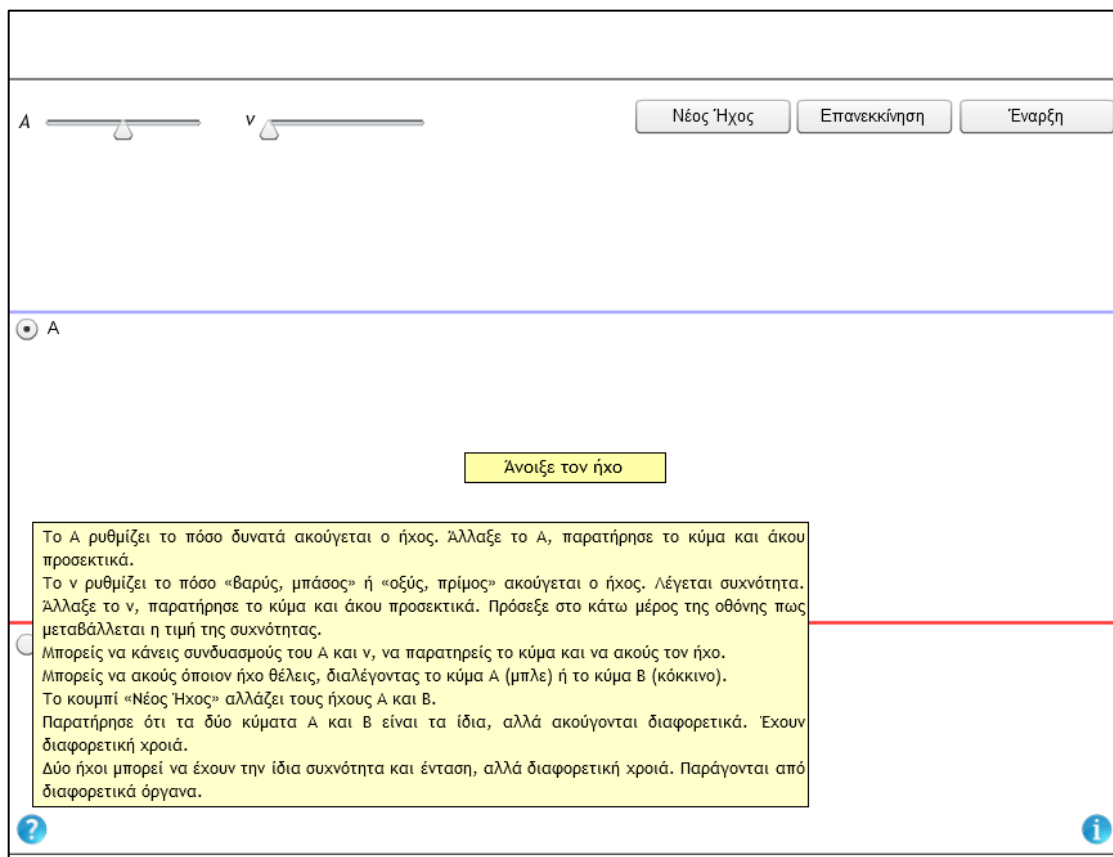 A
ν
Νέος Ήχος
Επανεκκίνηση
Έναρξη
A
Άνοιξε τον ήχο
Το Α ρυθμίζει το πόσο δυνατά ακούγεται ο ήχος. Άλλαξε το Α, παρατήρησε το κύμα και άκου
προσεκτικά.
Το ν ρυθμίζει το πόσο «βαρύς, μπάσος» ή «οξύς, πρίμος» ακούγεται ο ήχος. Λέγεται συχνότητα.
Άλλαξε το ν, παρατήρησε το κύμα και άκου προσεκτικά. Πρόσεξε στο κάτω μέρος της οθόνης πως
μεταβάλλεται η τιμή της συχνότητας.
Μπορείς να κάνεις συνδυασμούς του Α και ν, να παρατηρείς το κύμα και να ακούς τον ήχο.
Μπορείς να ακούς όποιον ήχο θέλεις, διαλέγοντας το κύμα Α (μπλε) ή το κύμα Β (κόκκινο).
Το κουμπί «Νέος Ήχος» αλλάζει τους ήχους Α και Β.
Παρατήρησε ότι τα δύο κύματα Α και Β είναι τα ίδια, αλλά ακούγονται διαφορετικά. Έχουν
διαφορετική χροιά.
Δύο ήχοι μπορεί να έχουν την ίδια συχνότητα και ένταση, αλλά διαφορετική χροιά. Παράγονται από
διαφορετικά όργανα.
?
i